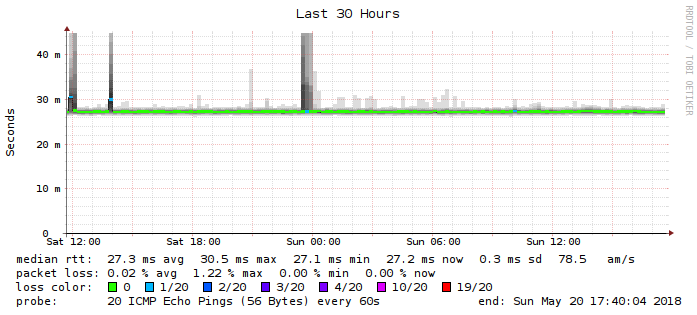 Last 30 Hours
RRDTOOL / TOBI OETIKER
Seconds
40 m
30 m
20 m
10 m
0
Sat 12:00 Sat 18:00 Sun 00:00 Sun 06:00 Sun 12:00
median rtt: 27.3 ms avg 30.5 ms max 27.1 ms min 27.2 ms now 0.3 ms sd 78.5 am/s
packet loss: 0.02 % avg 1.22 % max 0.00 % min 0.00 % now
loss color: 0 1/20 2/20 3/20 4/20 10/20 19/20
probe: 20 ICMP Echo Pings (56 Bytes) every 60s end: Sun May 20 17:40:04 2018